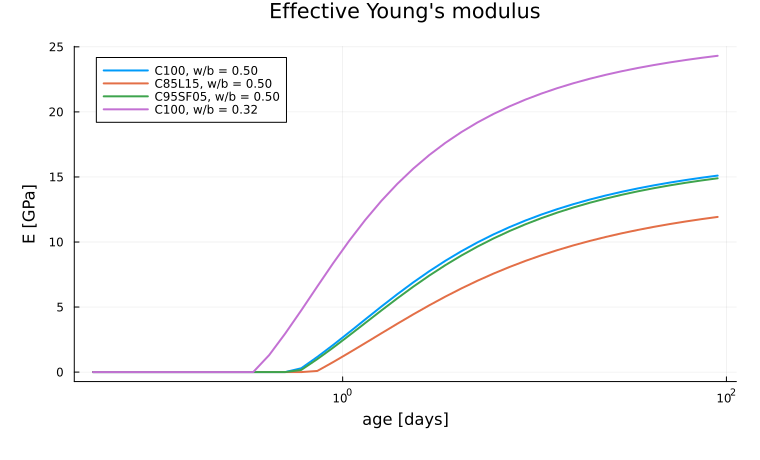 Effective Young's modulus
25
20
15
10
5
0
E [GPa]
C100, w/b = 0.50
C85L15, w/b = 0.50
C95SF05, w/b = 0.50
C100, w/b = 0.32
10⁰
10²
age [days]